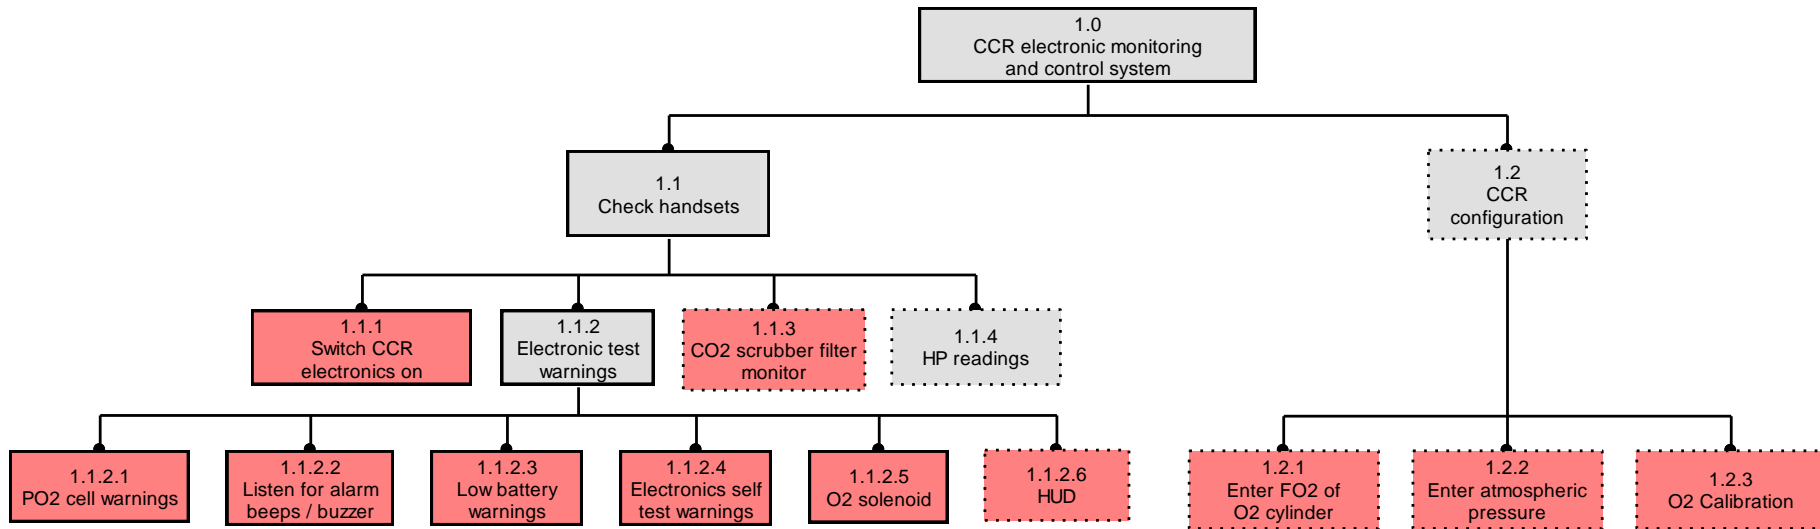 1.0
CCR electronic monitoring
and control system
1.1
Check handsets
1.2
CCR
configuration
1.1.1
Switch CCR
electronics on
1.1.2
Electronic test
warnings
1.1.3
CO2 scrubber filter
monitor
1.1.4
HP readings
1.1.2.1
PO2 cell warnings
1.1.2.2
Listen for alarm
beeps / buzzer
1.1.2.3
Low battery
warnings
1.1.2.4
Electronics self
test warnings
1.1.2.5
O2 solenoid
1.1.2.6
HUD
1.2.1
Enter FO2 of
O2 cylinder
1.2.2
Enter atmospheric
pressure
1.2.3
O2 Calibration